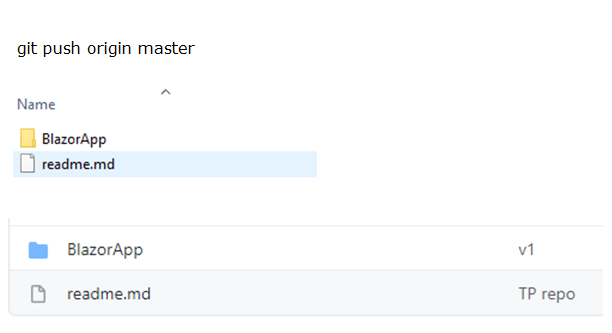 git push origin master
Name
BlazorApp
readme.md
BlazorApp v1
readme.md TP repo